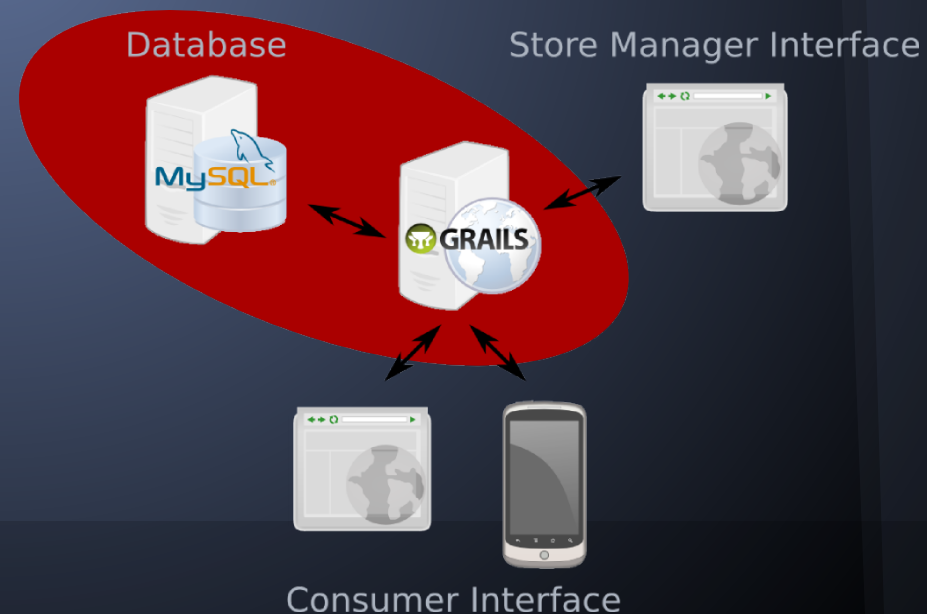 Database
Store Manager Interface
MySQL®
GRAILS
Consumer Interface